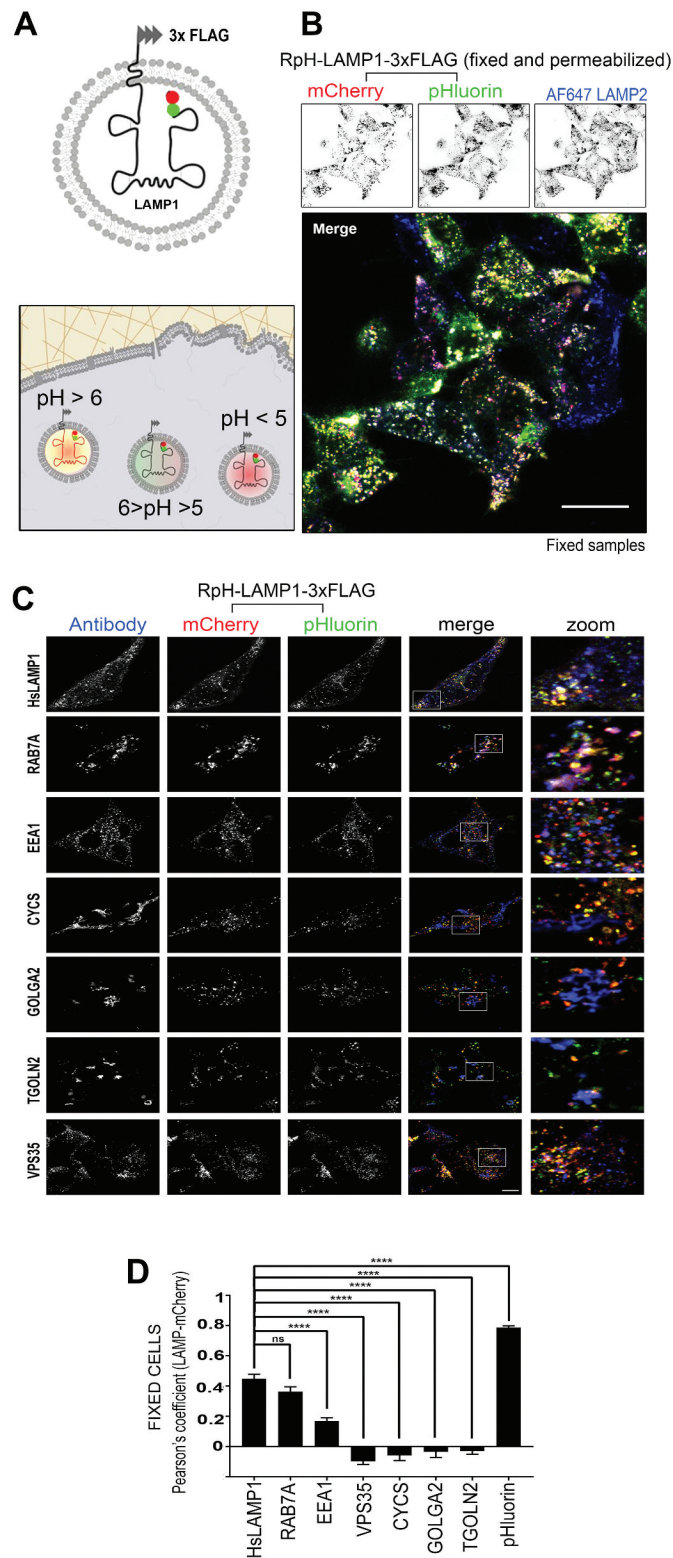 A
3x FLAG
LAMP1
pH > 6
pH < 5
6>pH >5
B
RpH-LAMP1-3xFLAG (fixed and permeabilized)
mCherry pHluorin AF647 LAMP2
Merge
Fixed samples
C
RpH-LAMP1-3xFLAG
Antibody mCherry pHluorin merge zoom
HsLAMP1
RAB7A
EEA1
CYCS
GOLGA2
TGOLN2
VPS35
D
****
****
****
****
****
****
ns
FIXED CELLS
Pearson's coefficient (LAMP-mCherry)
1
0.8
0.6
0.4
0.2
0
HsLAMP1
RAB7A
EEA1
VPS35
CYCS
GOLGA2
TGOLN2
pHluorin